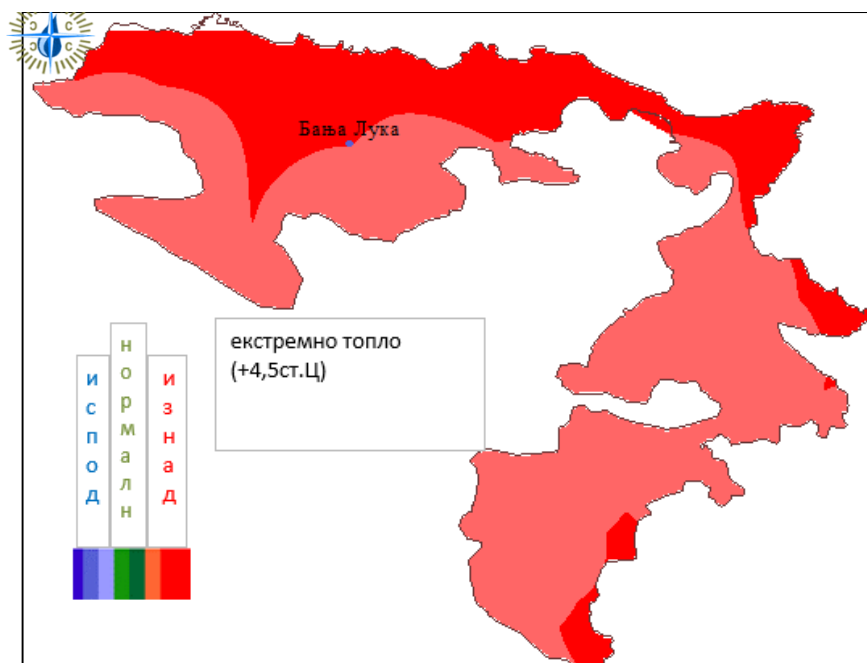 Бања Лука
екстремно топло
(+4,5ст.Ц)
испод
нормалн
изнад